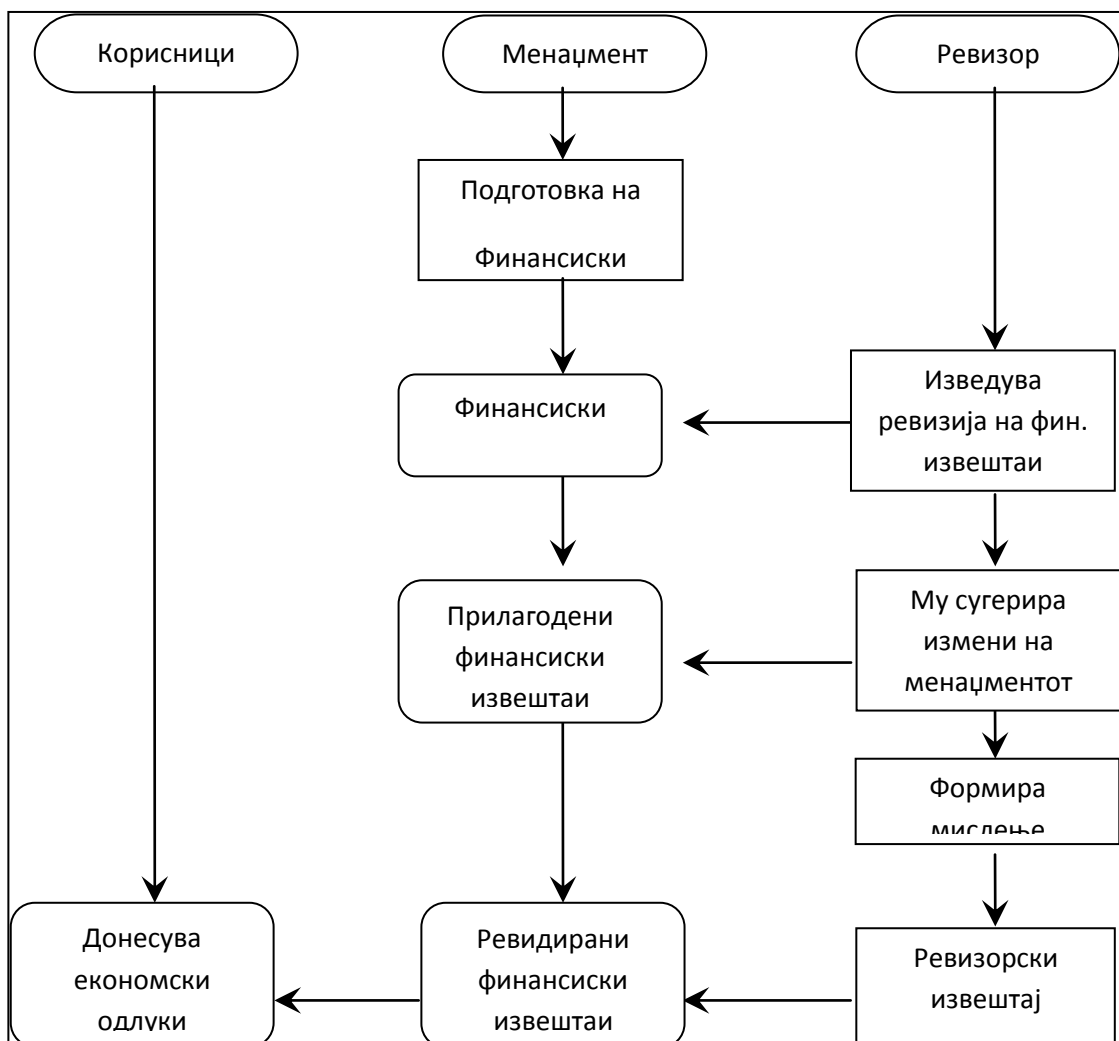 Корисници
Менаџмент
Ревизор
Подготовка на
Финансиски
Финансиски
Изведува
ревизија на фин.
извештаи
Прилагодени
финансиски
извештаи
Му сугерира
измени на
менаџментот
Формира
мислење
Донесува
економски
одлуки
Ревидирани
финансиски
извештаи
Ревизорски
извештај